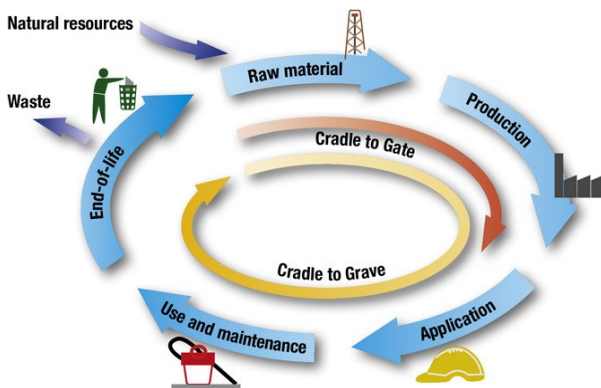 Natural resources
Raw material
Production
Waste
End-of-life
Cradle to Gate
Cradle to Grave
Use and maintenance
Application